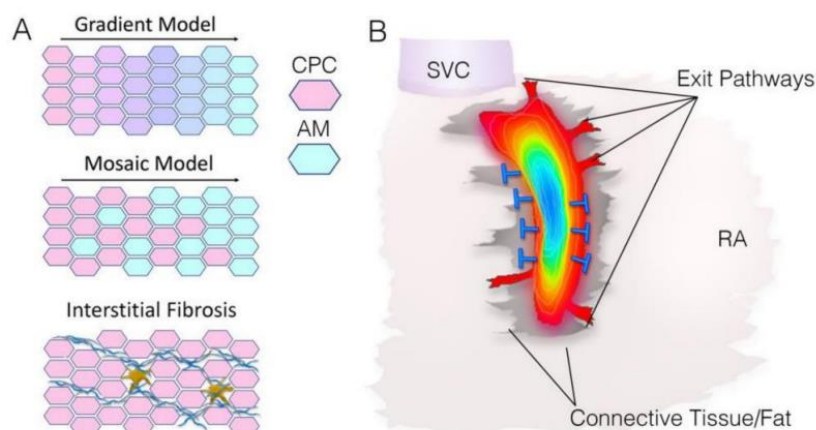 A
Gradient Model
CPC
AM
Mosaic Model
Interstitial Fibrosis
B
SVC
Exit Pathways
RA
Connective Tissue/Fat